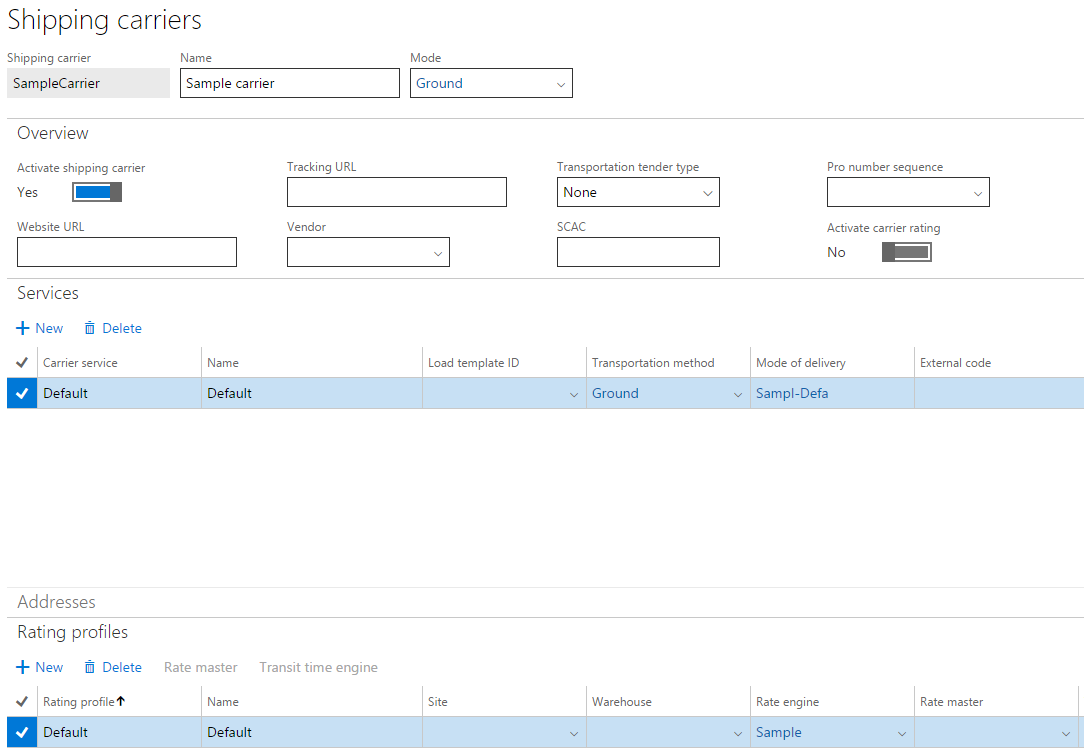 Shipping carriers
Shipping carrier Name Mode
SampleCarrier Sample carrier Ground
Overview
Activate shipping carrier Tracking URL Transportation tender type Pro number sequence
Yes None
Website URL Vendor SCAC Activate carrier rating
No
Services
New Delete
Carrier service Name Load template ID Transportation method Mode of delivery External code
Default Default Ground Sampl-Defa
Addresses
Rating profiles
New Delete Rate master Transit time engine
Rating profile Name Site Warehouse Rate engine Rate master
Default Default Sample